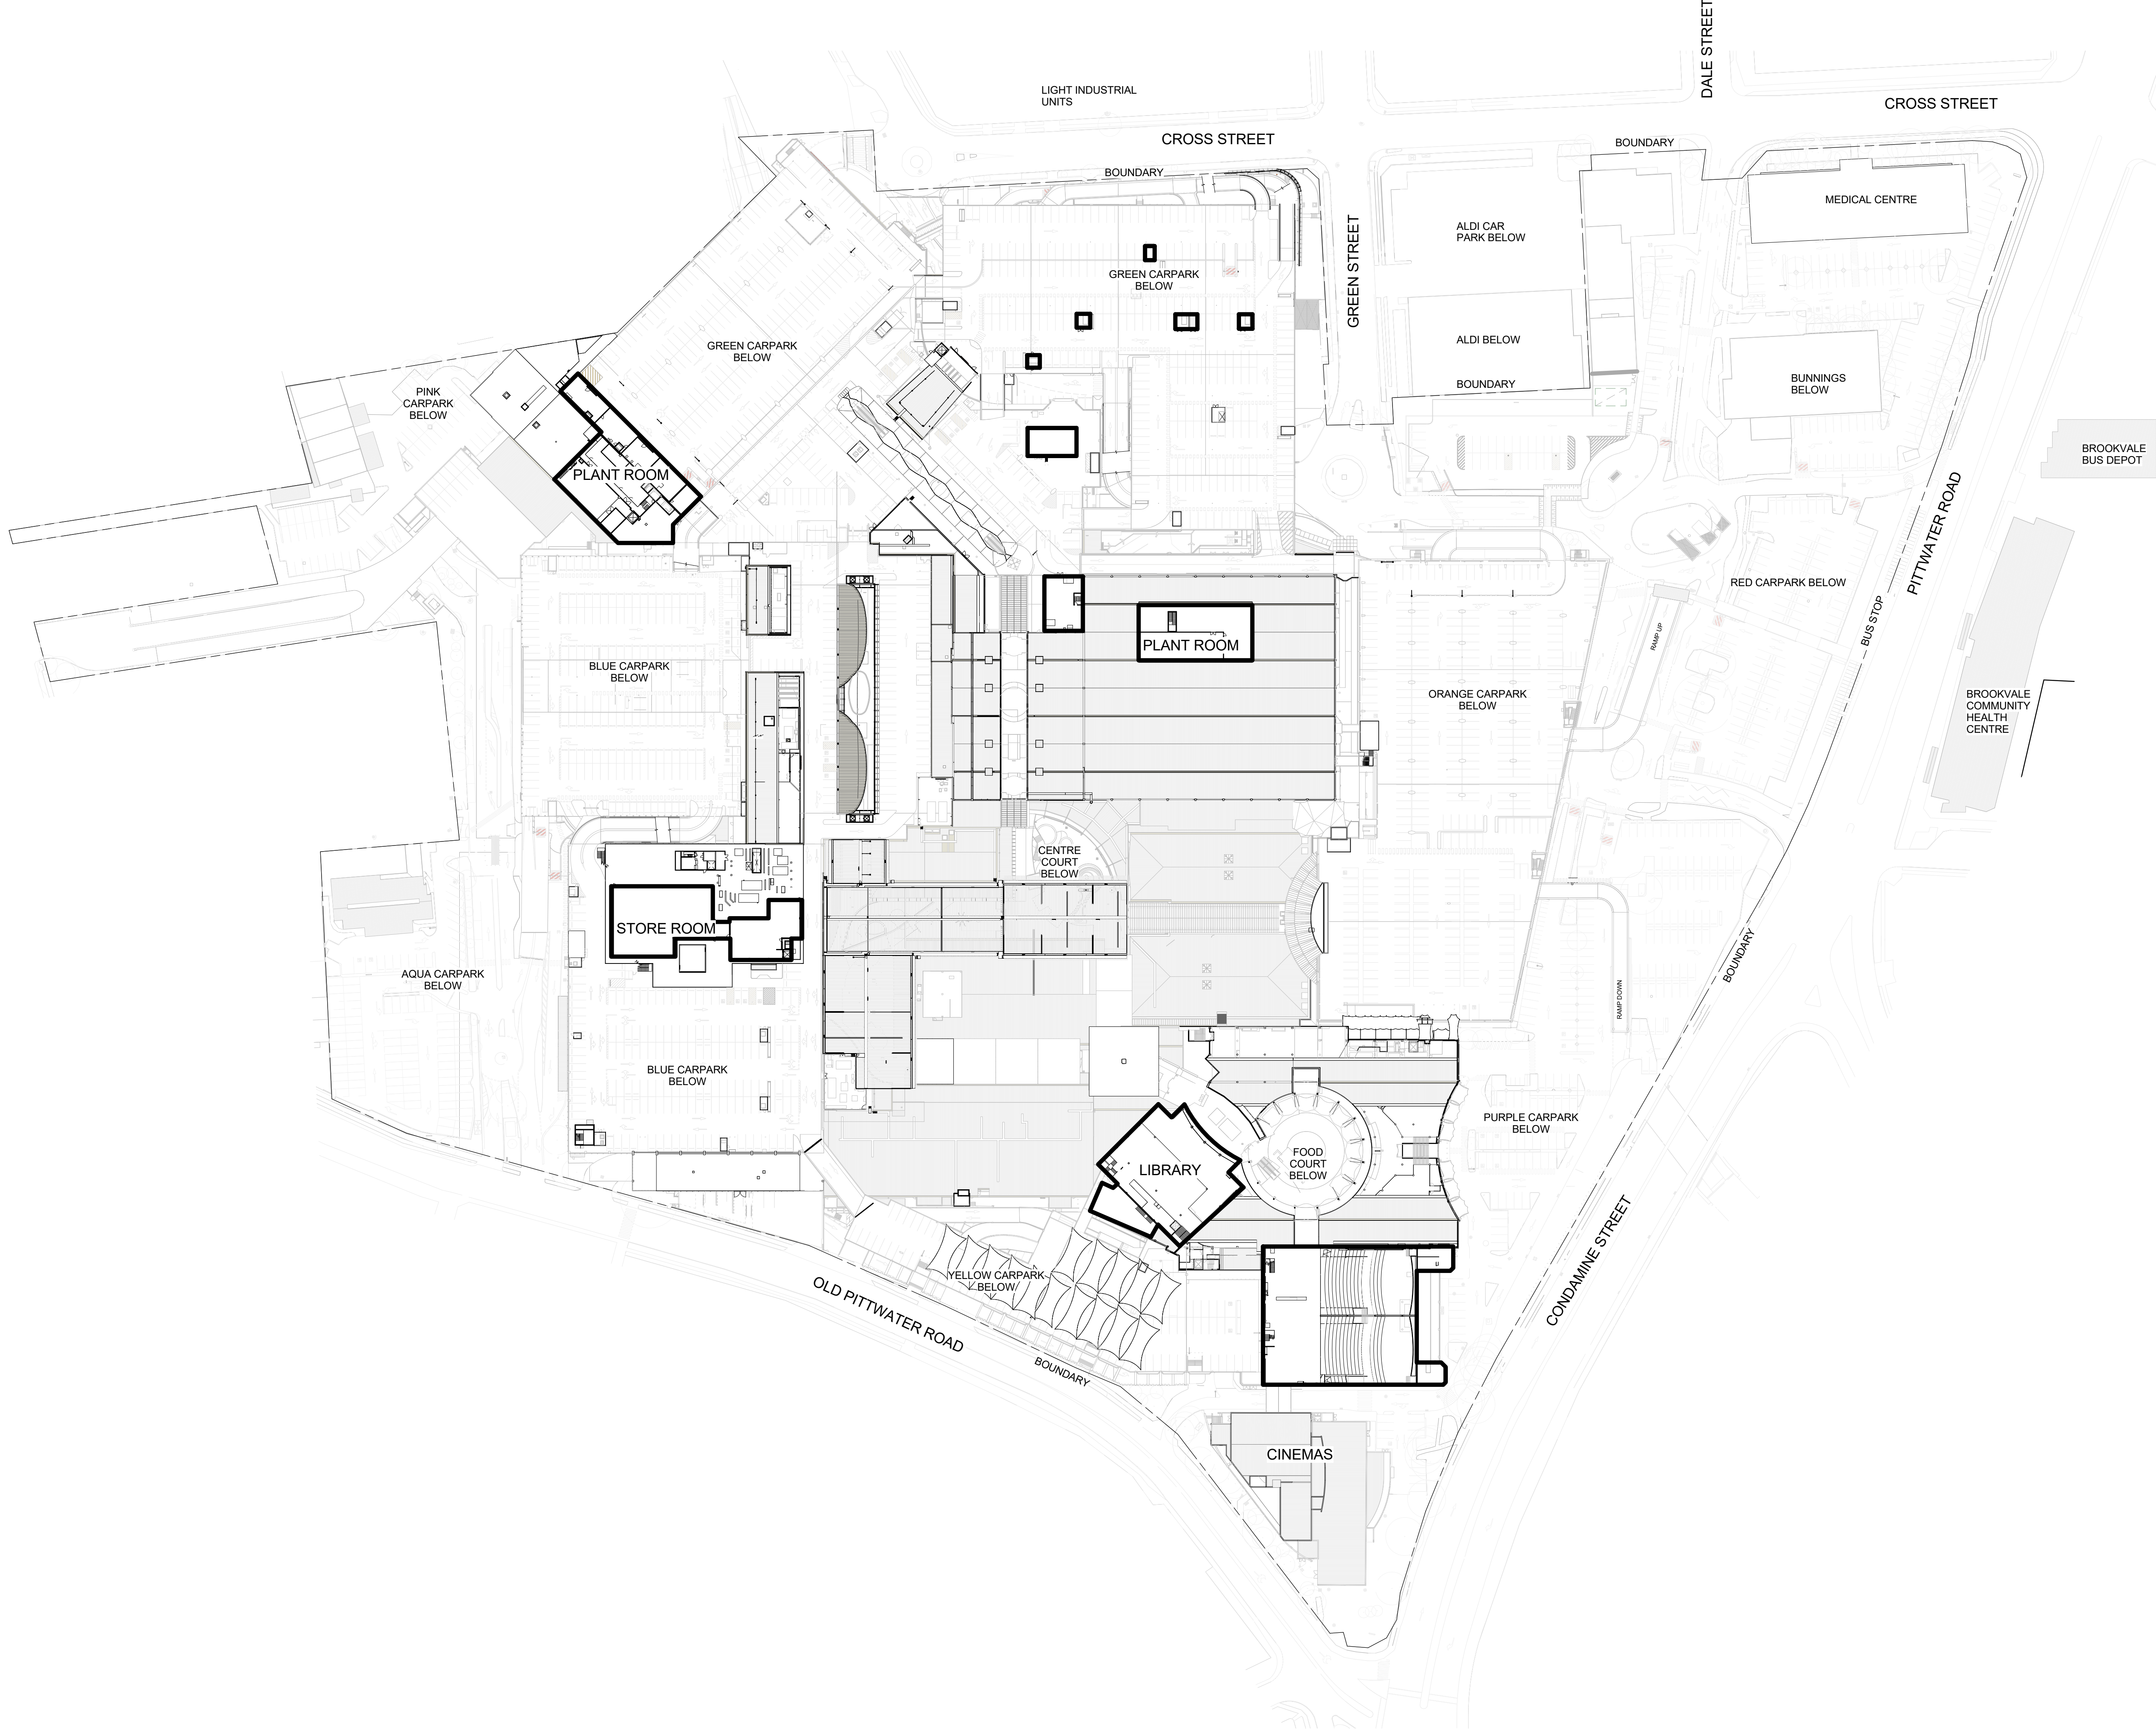 DALE STREET
LIGHT INDUSTRIAL
UNITS
CROSS STREET
CROSS STREET
BOUNDARY
BOUNDARY
MEDICAL CENTRE
ALDI CAR
PARK BELOW
GREEN STREET
GREEN CARPARK
BELOW
GREEN CARPARK
BELOW
ALDI BELOW
BOUNDARY
BUNNINGS
BELOW
PINK
CARPARK
BELOW
BROOKVALE
BUS DEPOT
PLANT ROOM
PITTWATER ROAD
RED CARPARK BELOW
BUS STOP
RAMP UP
PLANT ROOM
BLUE CARPARK
BELOW
ORANGE CARPARK
BELOW
BROOKVALE
COMMUNITY
HEALTH
CENTRE
CENTRE
COURT
BELOW
STORE ROOM
BOUNDARY
AQUA CARPARK
BELOW
RAMP DOWN
BLUE CARPARK
BELOW
PURPLE CARPARK
BELOW
FOOD
COURT
BELOW
LIBRARY
CONDAMINE STREET
YELLOW CARPARK
BELOW
OLD PITTWATER ROAD
BOUNDARY
CINEMAS